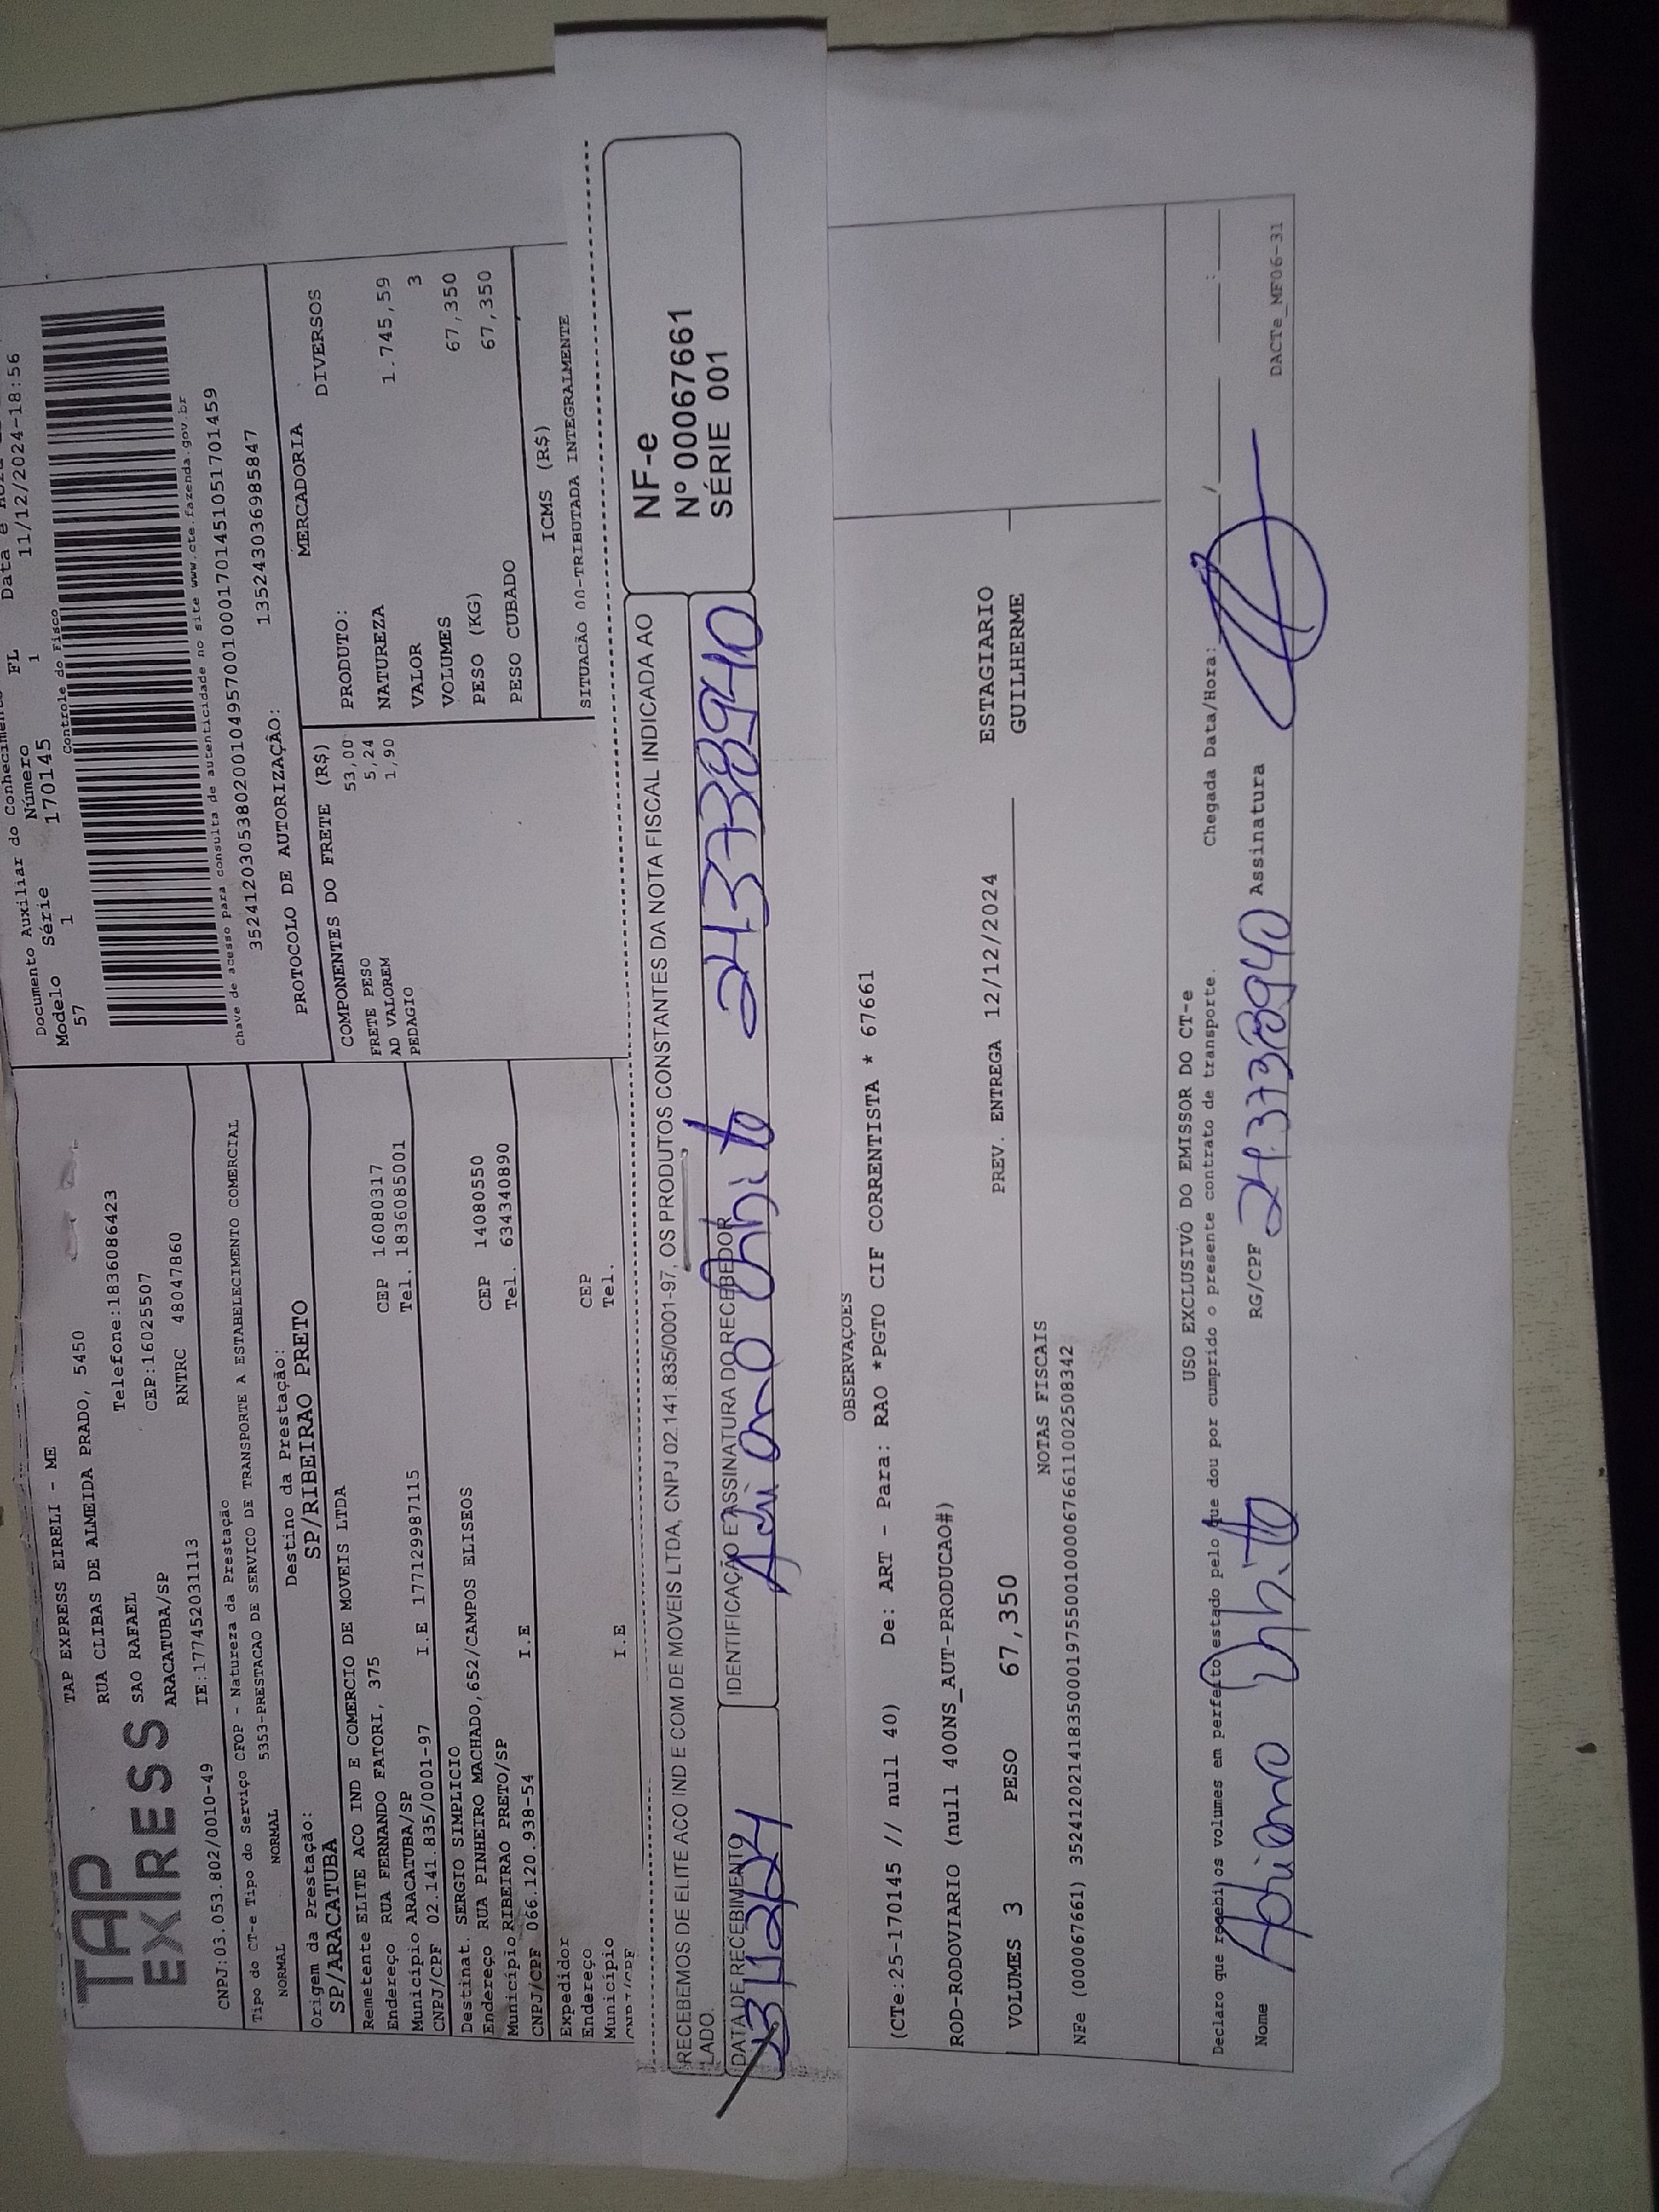 TAP
EXPRESS
TAP EXPRESS EIRELI - ME
RUA CLIBAS DE ALMEIDA PRADO, 5450
SAO RAFAEL
Telefone:1836086423
ARACATUBA/SP
CEP:16025507
CNPJ:03.053.802/0010-49
IE:177452031113
RNTRC 48047860
Documento Auxiliar do Conhecimento
Modelo Série Número FL Data e
57 1 170145 1 11/12/2024-18:56
Controle do Fisco
Chave de acesso para consulta de autenticidade no site www.cte.fazenda.gov.br
35241203053802001049570010001701451051701459
PROTOCOLO DE AUTORIZAÇÃO: 135243036985847
Tipo do CT-e Tipo do Serviço CFOP - Natureza da Prestação
NORMAL NORMAL 5353-PRESTACAO DE SERVICO DE TRANSPORTE A ESTABELECIMENTO COMERCIAL
Origem da Prestação: Destino da Prestação:
SP/ARACATUBA SP/RIBEIRAO PRETO
Remetente ELITE ACO IND E COMERCIO DE MOVEIS LTDA
Endereço RUA FERNANDO FATORI, 375 CEP 16080317
Município ARACATUBA/SP Tel. 1836085001
CNPJ/CPF 02.141.835/0001-97 I.E 177129987115
Destinat. SERGIO SIMPLICIO
Endereço RUA PINHEIRO MACHADO,652/CAMPOS ELISEOS CEP 14080550
Município RIBEIRAO PRETO/SP Tel. 6343408​90
CNPJ/CPF 066.120.938-54 I.E
Expedidor
Endereço CEP
Município Tel.
CNPJ/CPF I.E
COMPONENTES DO FRETE (R$)
FRETE PESO 53,00
AD VALOREM 5,24
PEDAGIO 1,90
MERCADORIA
PRODUTO: DIVERSOS
NATUREZA 1.745,59
VALOR 3
VOLUMES 67,350
PESO (KG) 67,350
PESO CUBADO
ICMS (R$)
SITUACÃO 00-TRIBUTADA INTEGRALMENTE
RECEBEMOS DE ELITE ACO IND E COM DE MOVEIS LTDA, CNPJ 02.141.835/0001-97, OS PRODUTOS CONSTANTES DA NOTA FISCAL INDICADA AO
LADO.
DATA DE RECEBIMENTO IDENTIFICAÇÃO E ASSINATURA DO RECEBEDOR
24.3738940
NF-e
Nº 00067661
SÉRIE 001
OBSERVAÇOES
(CTe:25-170145 // null 40) De: ART - Para: RAO *PGTO CIF CORRENTISTA * 67661
ROD-RODOVIARIO (null 400NS_AUT-PRODUCAO#)
VOLUMES 3 PESO 67,350 PREV. ENTREGA 12/12/2024 ESTAGIARIO
GUILHERME
NOTAS FISCAIS
NFe (000067661) 35241202141835000197550010000676611002508342
USO EXCLUSIVO DO EMISSOR DO CT-e
Declaro que recebi os volumes em perfeito estado pelo que dou por cumprido o presente contrato de transporte. Chegada Data/Hora: / :
Nome RG/CPF 24.3738940 Assinatura
DACTe_MF06-31